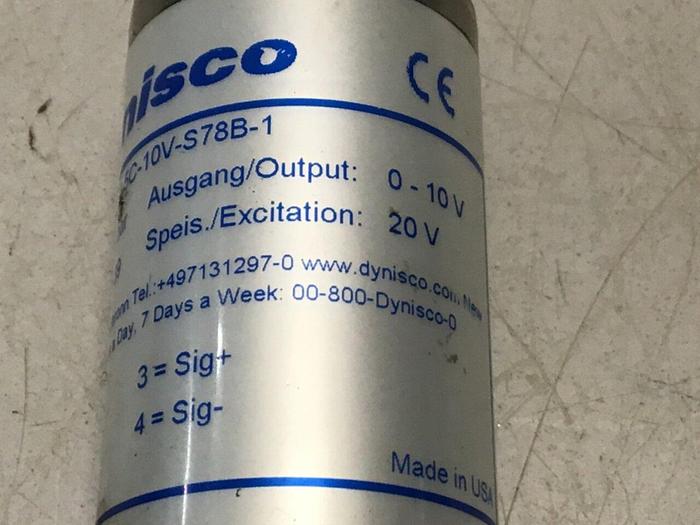 nisco
CE
C-10V-S78B-1
Ausgang/Output: 0 - 10 V
Speis./Excitation: 20 V
Tel.:+497131297-0 www.dynisco.com
a Day, 7 Days a Week: 00-800-Dynisco-0
3 = Sig+
4 = Sig-
Made in USA